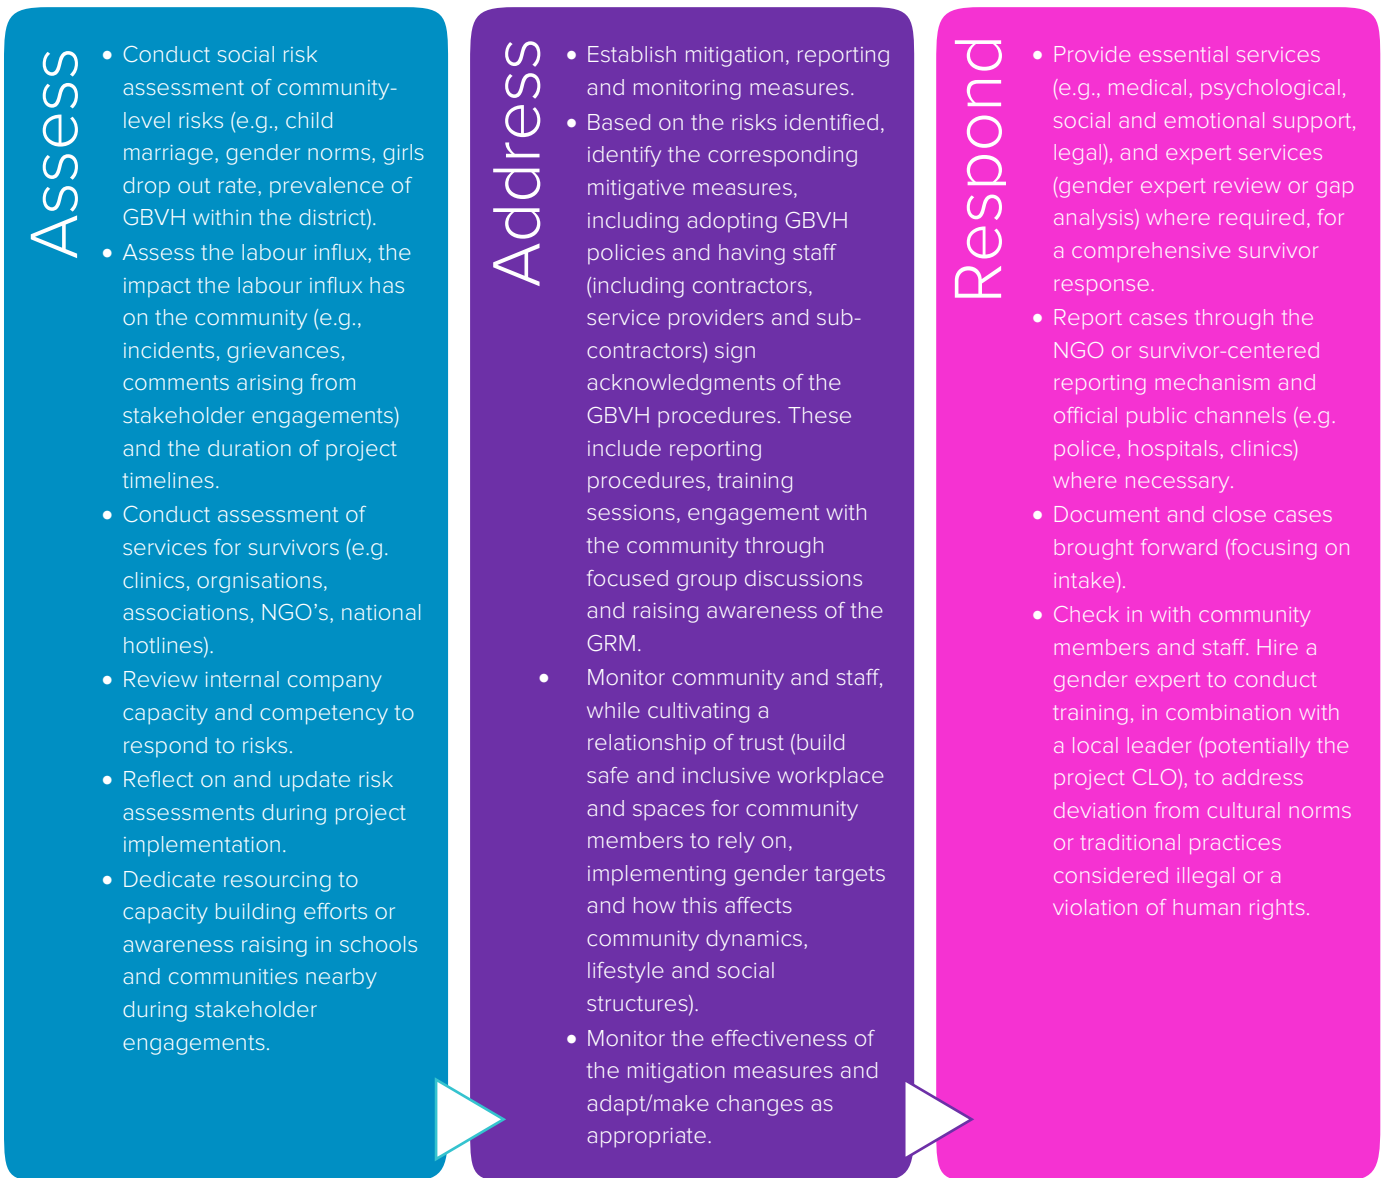 Assess
• Conduct social risk
assessment of community-
level risks (e.g., child
marriage, gender norms, girls
drop out rate, prevalence of
GBVH within the district).
• Assess the labour influx, the
impact the labour influx has
on the community (e.g.,
incidents, grievances,
comments arising from
stakeholder engagements)
and the duration of project
timelines.
• Conduct assessment of
services for survivors (e.g.
clinics, orgnisations,
associations, NGO’s, national
hotlines).
• Review internal company
capacity and competency to
respond to risks.
• Reflect on and update risk
assessments during project
implementation.
• Dedicate resourcing to
capacity building efforts or
awareness raising in schools
and communities nearby
during stakeholder
engagements.
Address
• Establish mitigation, reporting
and monitoring measures.
• Based on the risks identified,
identify the corresponding
mitigative measures,
including adopting GBVH
policies and having staff
(including contractors,
service providers and sub-
contractors) sign
acknowledgments of the
GBVH procedures. These
include reporting
procedures, training
sessions, engagement with
the community through
focused group discussions
and raising awareness of the
GRM.
• Monitor community and staff,
while cultivating a
relationship of trust (build
safe and inclusive workplace
and spaces for community
members to rely on,
implementing gender targets
and how this affects
community dynamics,
lifestyle and social
structures).
• Monitor the effectiveness of
the mitigation measures and
adapt/make changes as
appropriate.
Respond
• Provide essential services
(e.g., medical, psychological,
social and emotional support,
legal), and expert services
(gender expert review or gap
analysis) where required, for
a comprehensive survivor
response.
• Report cases through the
NGO or survivor-centered
reporting mechanism and
official public channels (e.g.
police, hospitals, clinics)
where necessary.
• Document and close cases
brought forward (focusing on
intake).
• Check in with community
members and staff. Hire a
gender expert to conduct
training, in combination with
a local leader (potentially the
project CLO), to address
deviation from cultural norms
or traditional practices
considered illegal or a
violation of human rights.